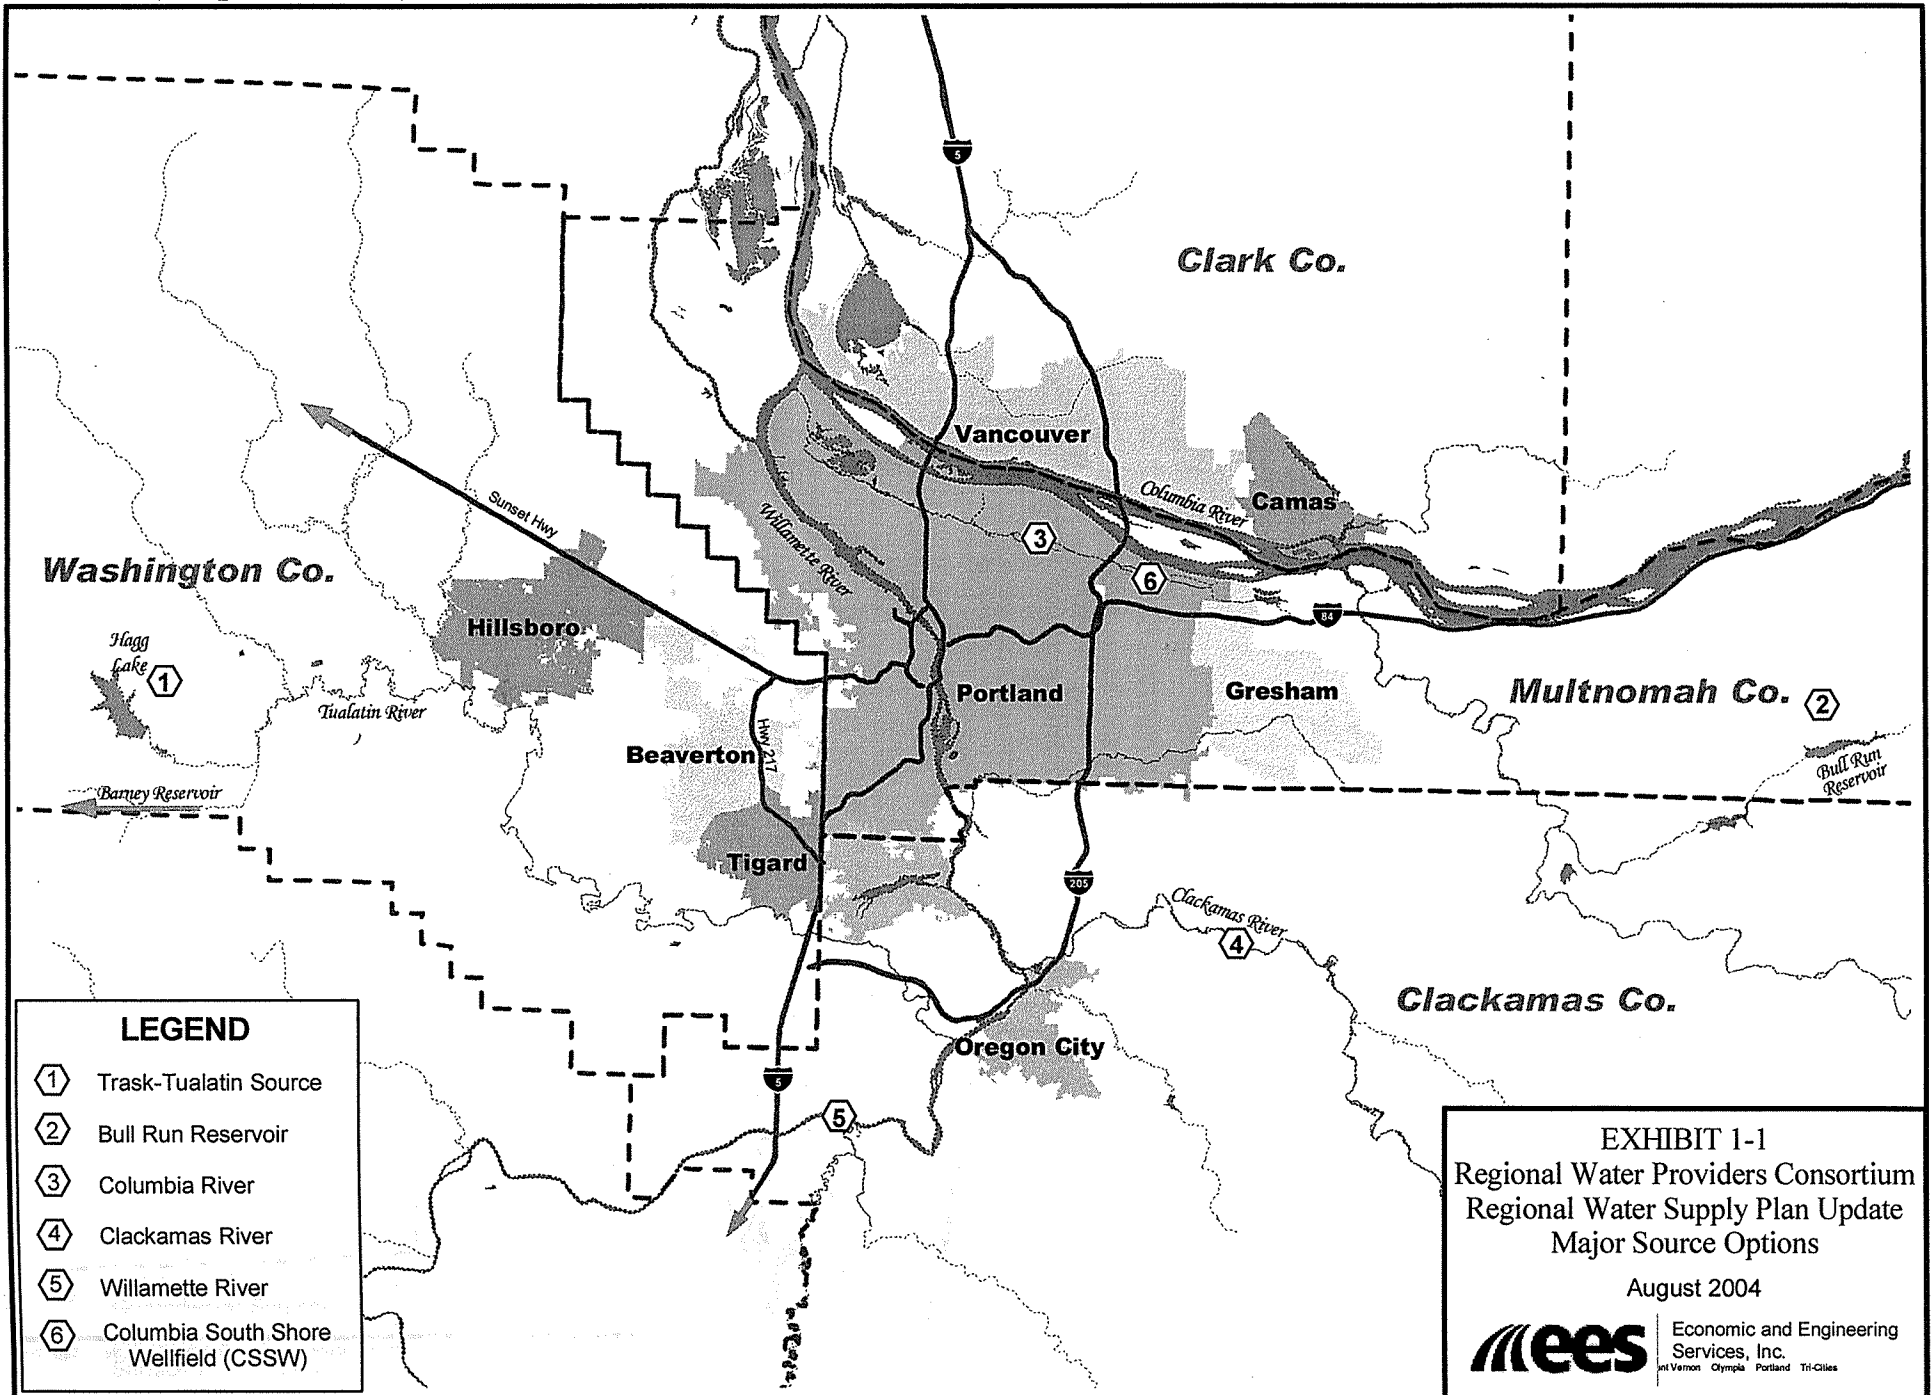 5
Clark Co.
Vancouver
Columbia River
Camas
Sunset Hwy
Willamette River
3
6
Washington Co.
Hillsboro
84
Hagg
Lake
1
Tualatin River
Portland
Gresham
Multnomah Co.
2
Bull Run
Reservoir
Beaverton
Hwy 217
Barney Reservoir
Tigard
205
Clackamas River
4
Clackamas Co.
Oregon City
5
5
LEGEND
1 Trask-Tualatin Source
2 Bull Run Reservoir
3 Columbia River
4 Clackamas River
5 Willamette River
6 Columbia South Shore
Wellfield (CSSW)
EXHIBIT 1-1
Regional Water Providers Consortium
Regional Water Supply Plan Update
Major Source Options
August 2004
ees
Economic and Engineering
Services, Inc.
nt Vernon Olympia Portland Tri-Cities